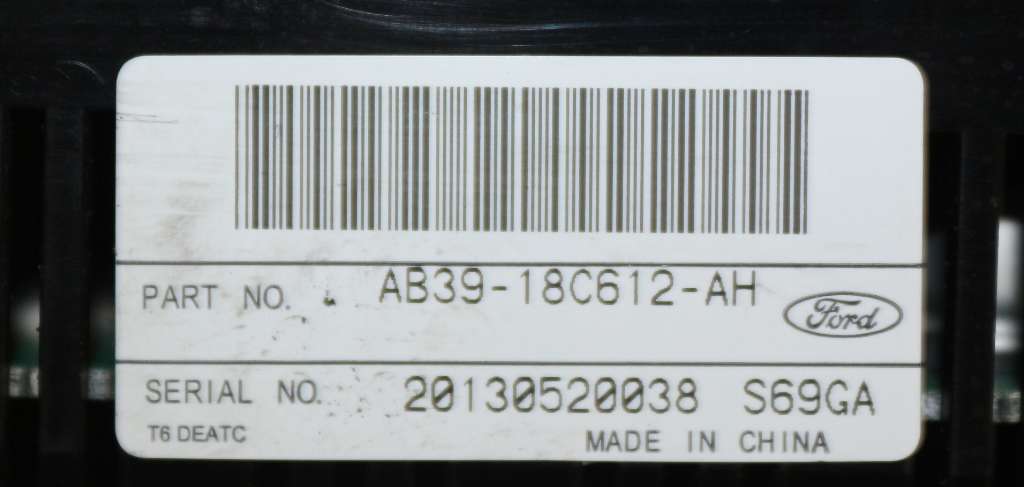 PART NO. AB39-18C612-AH
Ford
SERIAL NO. 20130520038 S69GA
T6 DEATC MADE IN CHINA